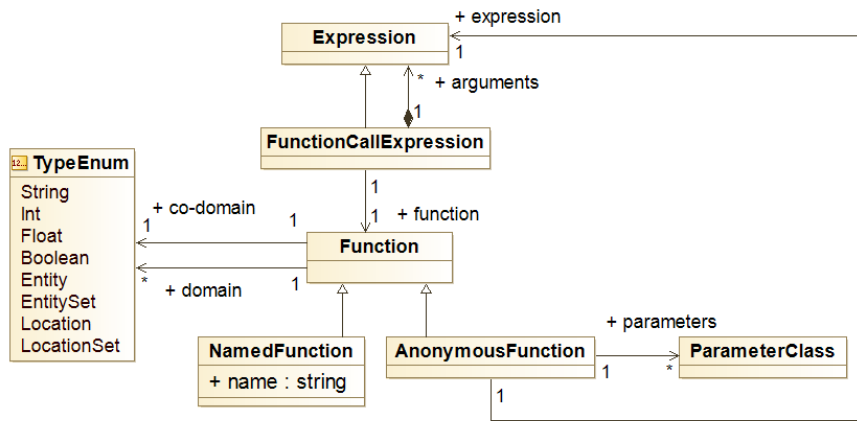 + expression
Expression
1
* + arguments
1
FunctionCallExpression
12... TypeEnum
String
Int
Float
Boolean
Entity
EntitySet
Location
LocationSet
+ co-domain
1
1
1
1
+ function
Function
*
+ domain
1
+ parameters
NamedFunction
+ name : string
AnonymousFunction
1
*
ParameterClass
1